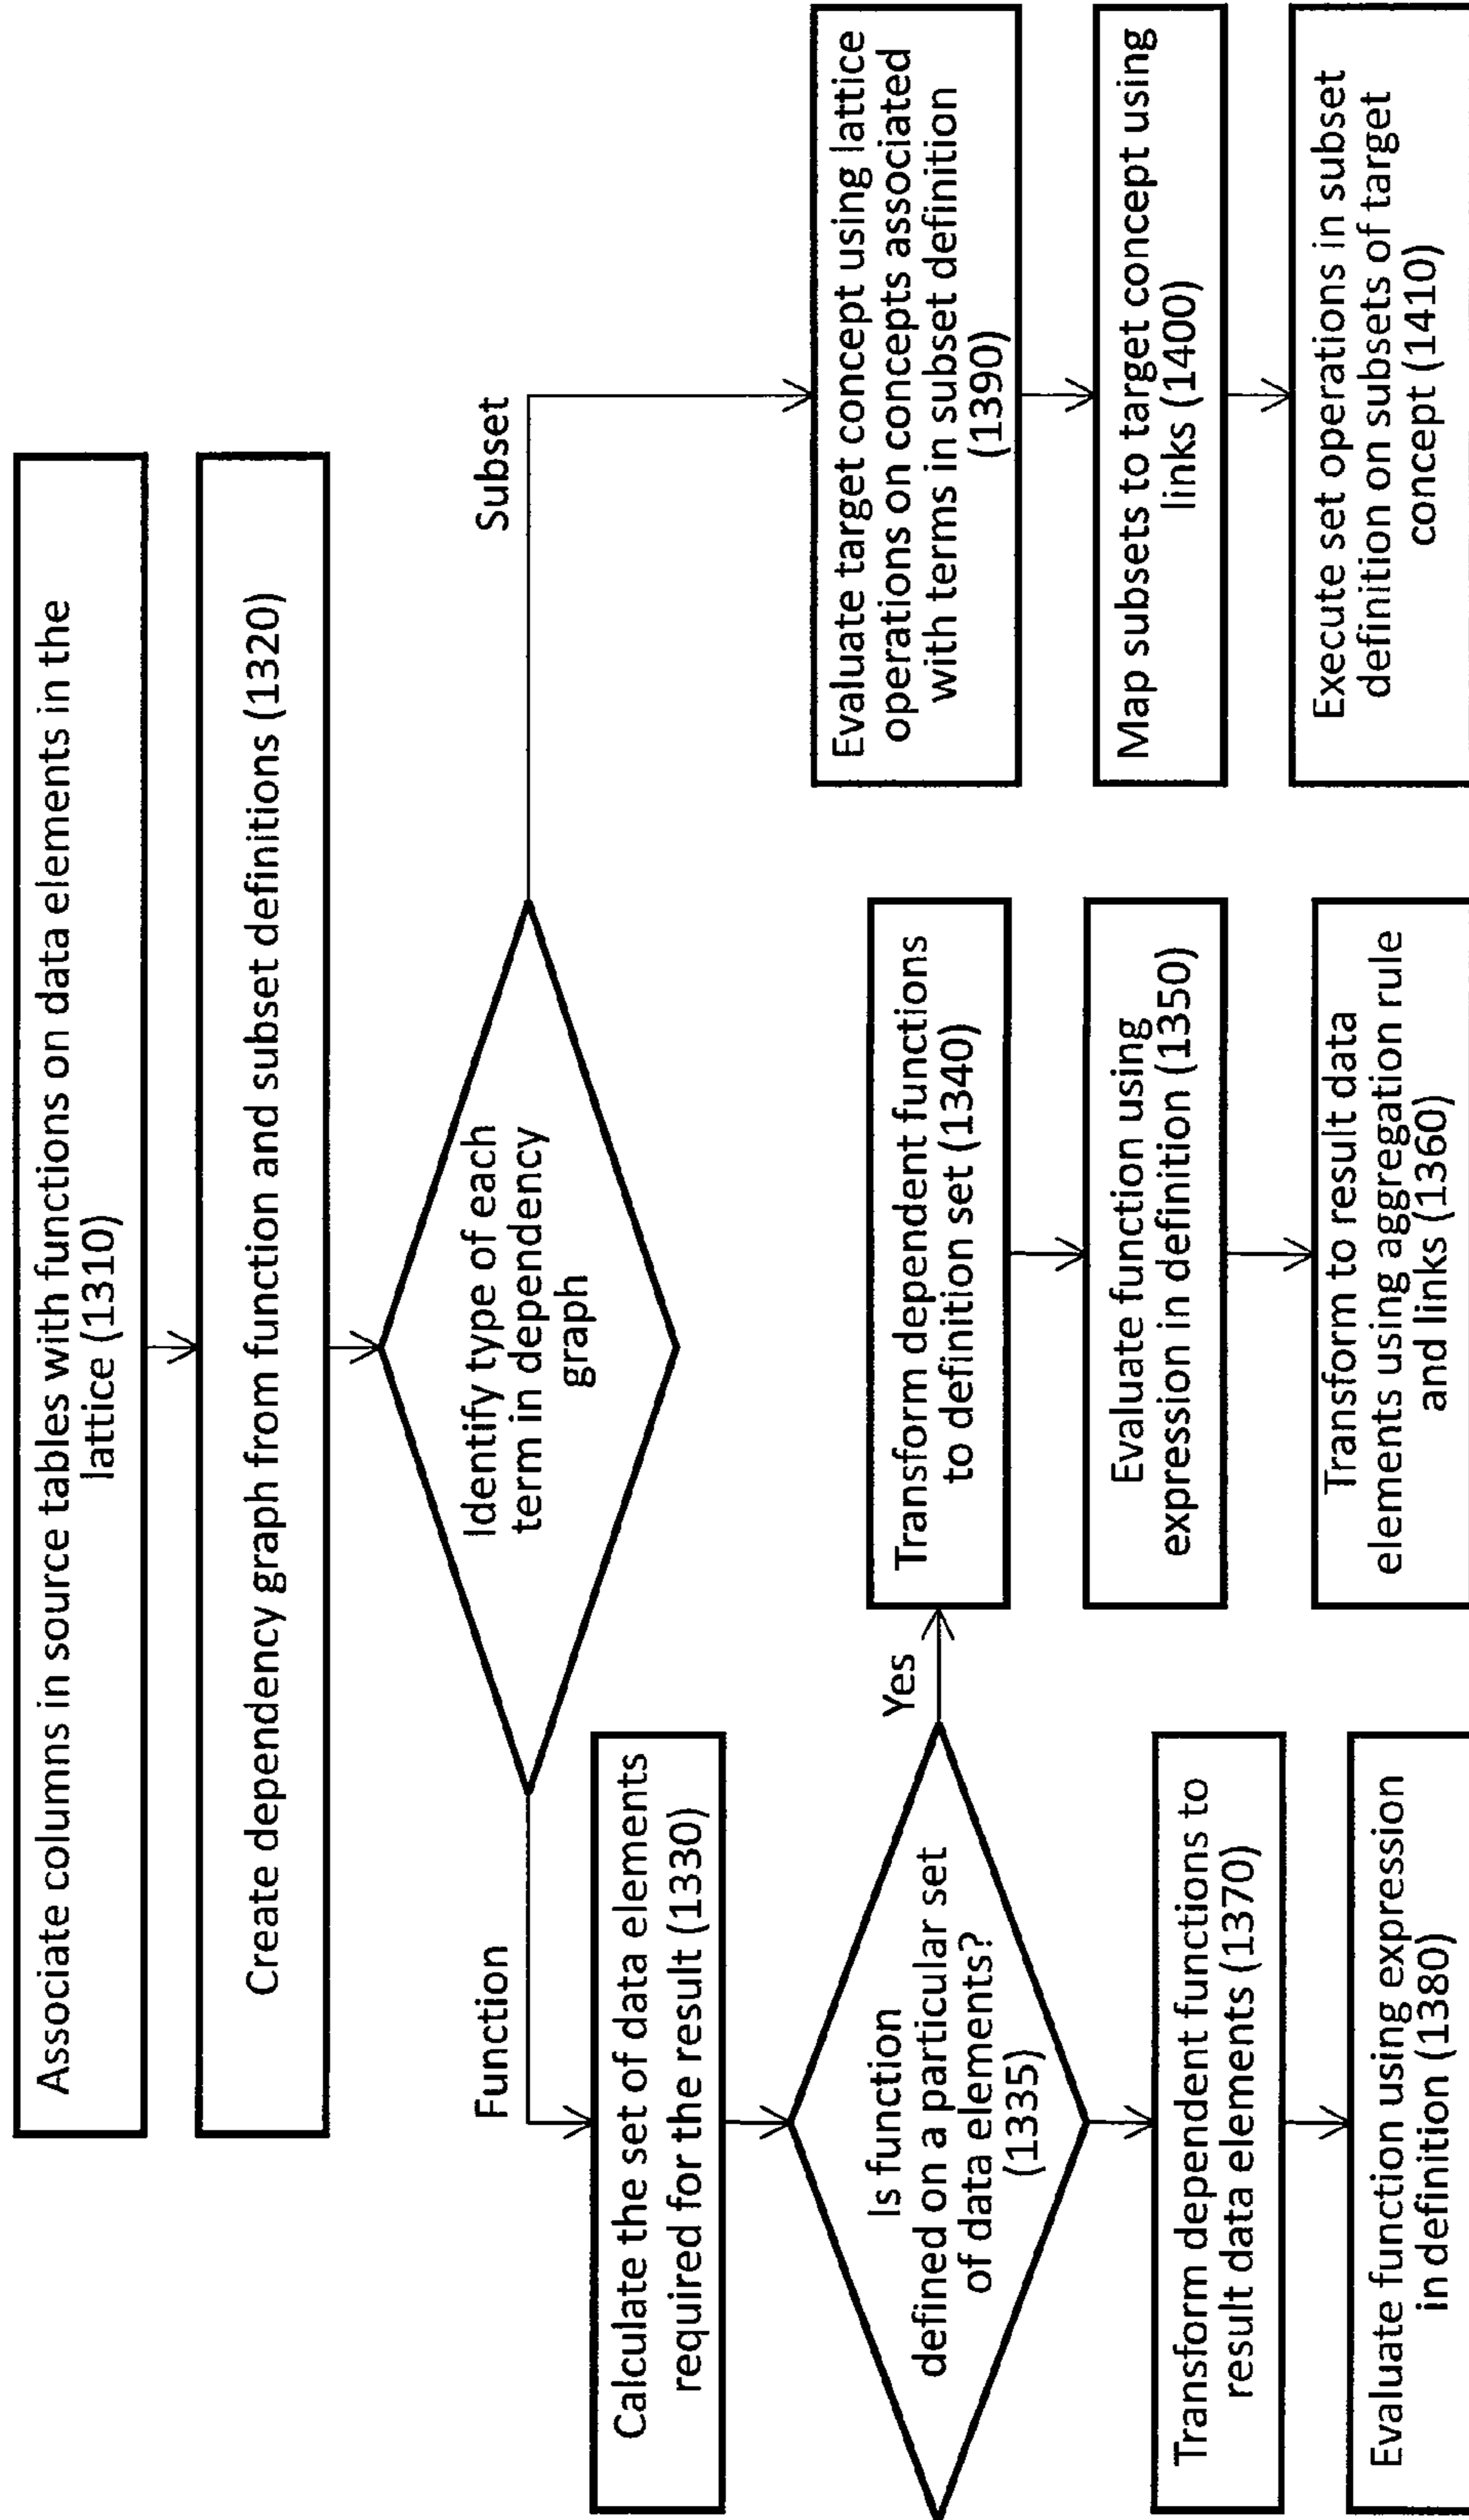 Associate columns in source tables with functions on data elements in the
lattice (1310)
Create dependency graph from function and subset definitions (1320)
Identify type of each
term in dependency
graph
Function
Subset
Calculate the set of data elements
required for the result (1330)
Is function
defined on a particular set
of data elements?
(1335)
Yes
Transform dependent functions to
result data elements (1370)
Evaluate function using expression
in definition (1380)
Transform dependent functions
to definition set (1340)
Evaluate function using
expression in definition (1350)
Transform to result data
elements using aggregation rule
and links (1360)
Evaluate target concept using lattice
operations on concepts associated
with terms in subset definition
(1390)
Map subsets to target concept using
links (1400)
Execute set operations in subset
definition on subsets of target
concept (1410)